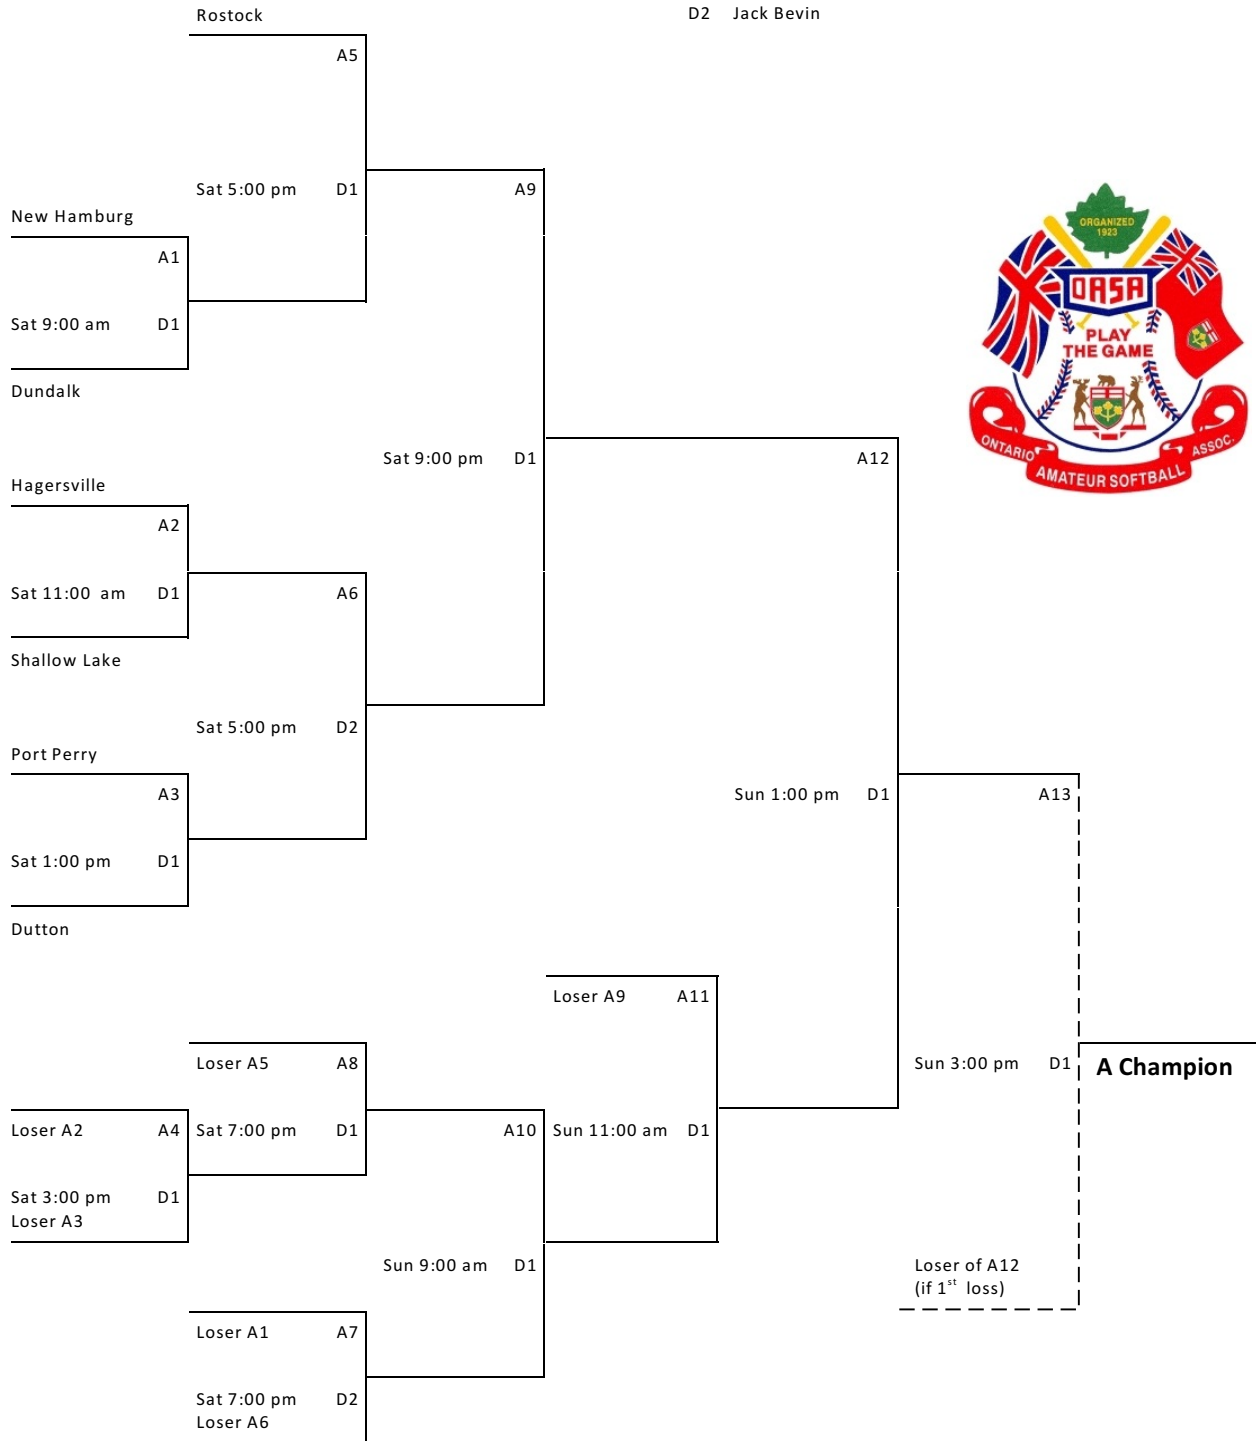 Rostock
D2 Jack Bevin
A5
Sat 5:00 pm D1
A9
New Hamburg
A1
Sat 9:00 am D1
Dundalk
ORGANIZED
1923
OASA
PLAY
THE GAME
ONTARIO
AMATEUR SOFTBALL
ASSOC.
Sat 9:00 pm D1
A12
Hagersville
A2
Sat 11:00 am D1
A6
Shallow Lake
Sat 5:00 pm D2
Port Perry
A3
Sun 1:00 pm D1
A13
Sat 1:00 pm D1
Dutton
Loser A9 A11
Loser A5 A8
Sun 3:00 pm D1
A Champion
Loser A2 A4
Sat 7:00 pm D1
A10
Sun 11:00 am D1
Sat 3:00 pm D1
Loser A3
Sun 9:00 am D1
Loser of A12
(if 1st loss)
Loser A1 A7
Sat 7:00 pm D2
Loser A6